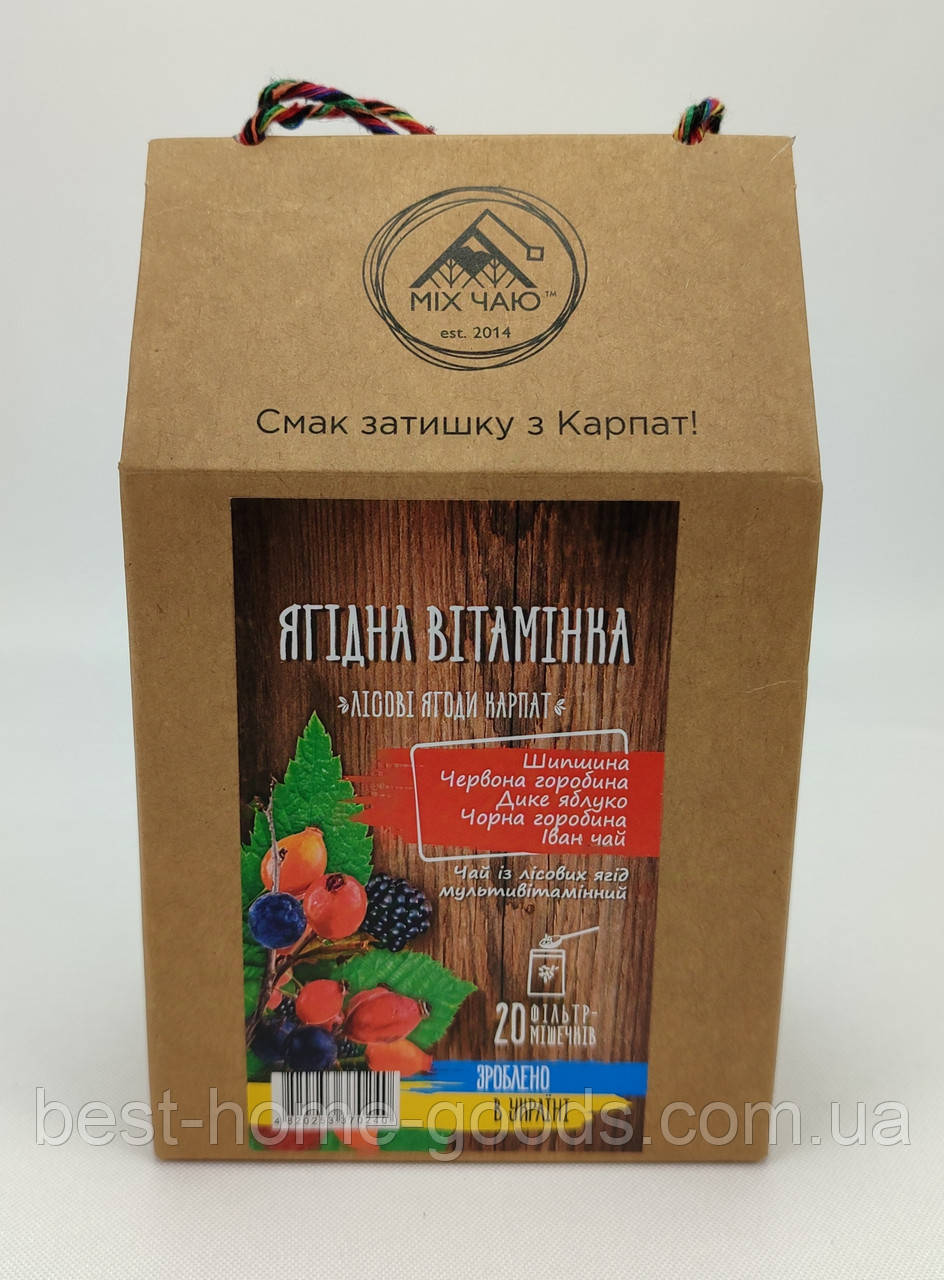 МІХ ЧАЮ™
est. 2014
Смак затишку з Карпат!
ЯГІДНА ВІТАМІНКА
ЛІСОВІ ЯГОДИ КАРПАТ
Шипшина
Червона горобина
Дике яблуко
Чорна горобина
Іван чай
Чай із лісових ягід
мультивітамінний
20 ФІЛЬТР-
МІШЕЧКІВ
ЗРОБЛЕНО
В УКРАЇНІ
4820253370240
best-home-goods.com.ua